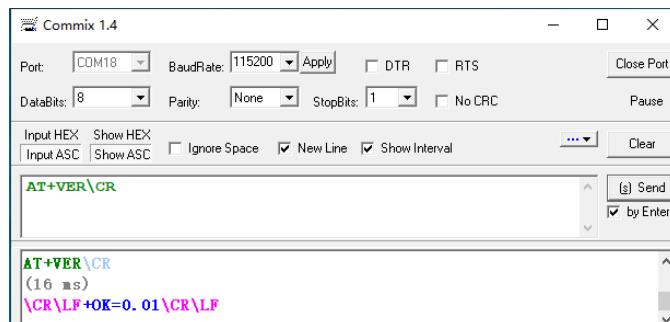 Commix 1.4
Port: COM18 BaudRate: 115200 Apply DTR RTS Close Port
DataBits: 8 Parity: None StopBits: 1 No CRC Pause
Input HEX Show HEX
Input ASC Show ASC Ignore Space New Line Show Interval ... Clear
AT+VER\CR
(s) Send
by Enter
AT+VER\CR
(16 ms)
\CR\LF+OK=0.01\CR\LF